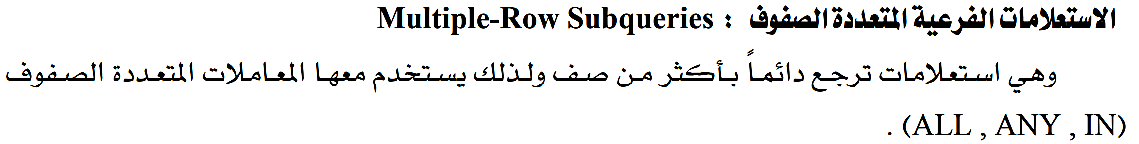 الاستعلامات الفرعية المتعددة الصفوف : Multiple-Row Subqueries
وهي استعلامات ترجع دائماً بأكثر من صف ولذلك يستخدم معها المعاملات المتعددة الصفوف
(ALL , ANY , IN) .